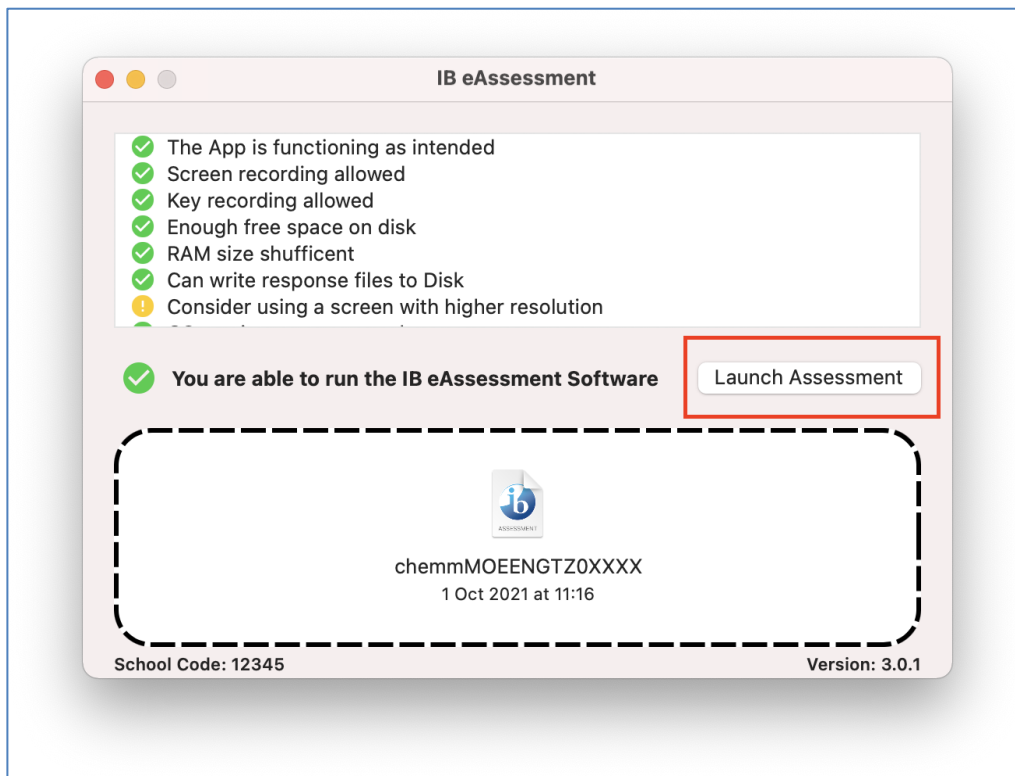 IB eAssessment
The App is functioning as intended
Screen recording allowed
Key recording allowed
Enough free space on disk
RAM size shufficent
Can write response files to Disk
! Consider using a screen with higher resolution
You are able to run the IB eAssessment Software
Launch Assessment
ib
ASSESSMENT
chemmMOEENGTZ0XXXX
1 Oct 2021 at 11:16
School Code: 12345
Version: 3.0.1